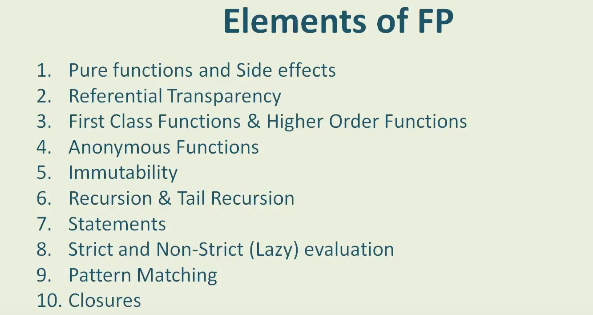 Elements of FP
1. Pure functions and Side effects
2. Referential Transparency
3. First Class Functions & Higher Order Functions
4. Anonymous Functions
5. Immutability
6. Recursion & Tail Recursion
7. Statements
8. Strict and Non-Strict (Lazy) evaluation
9. Pattern Matching
10. Closures